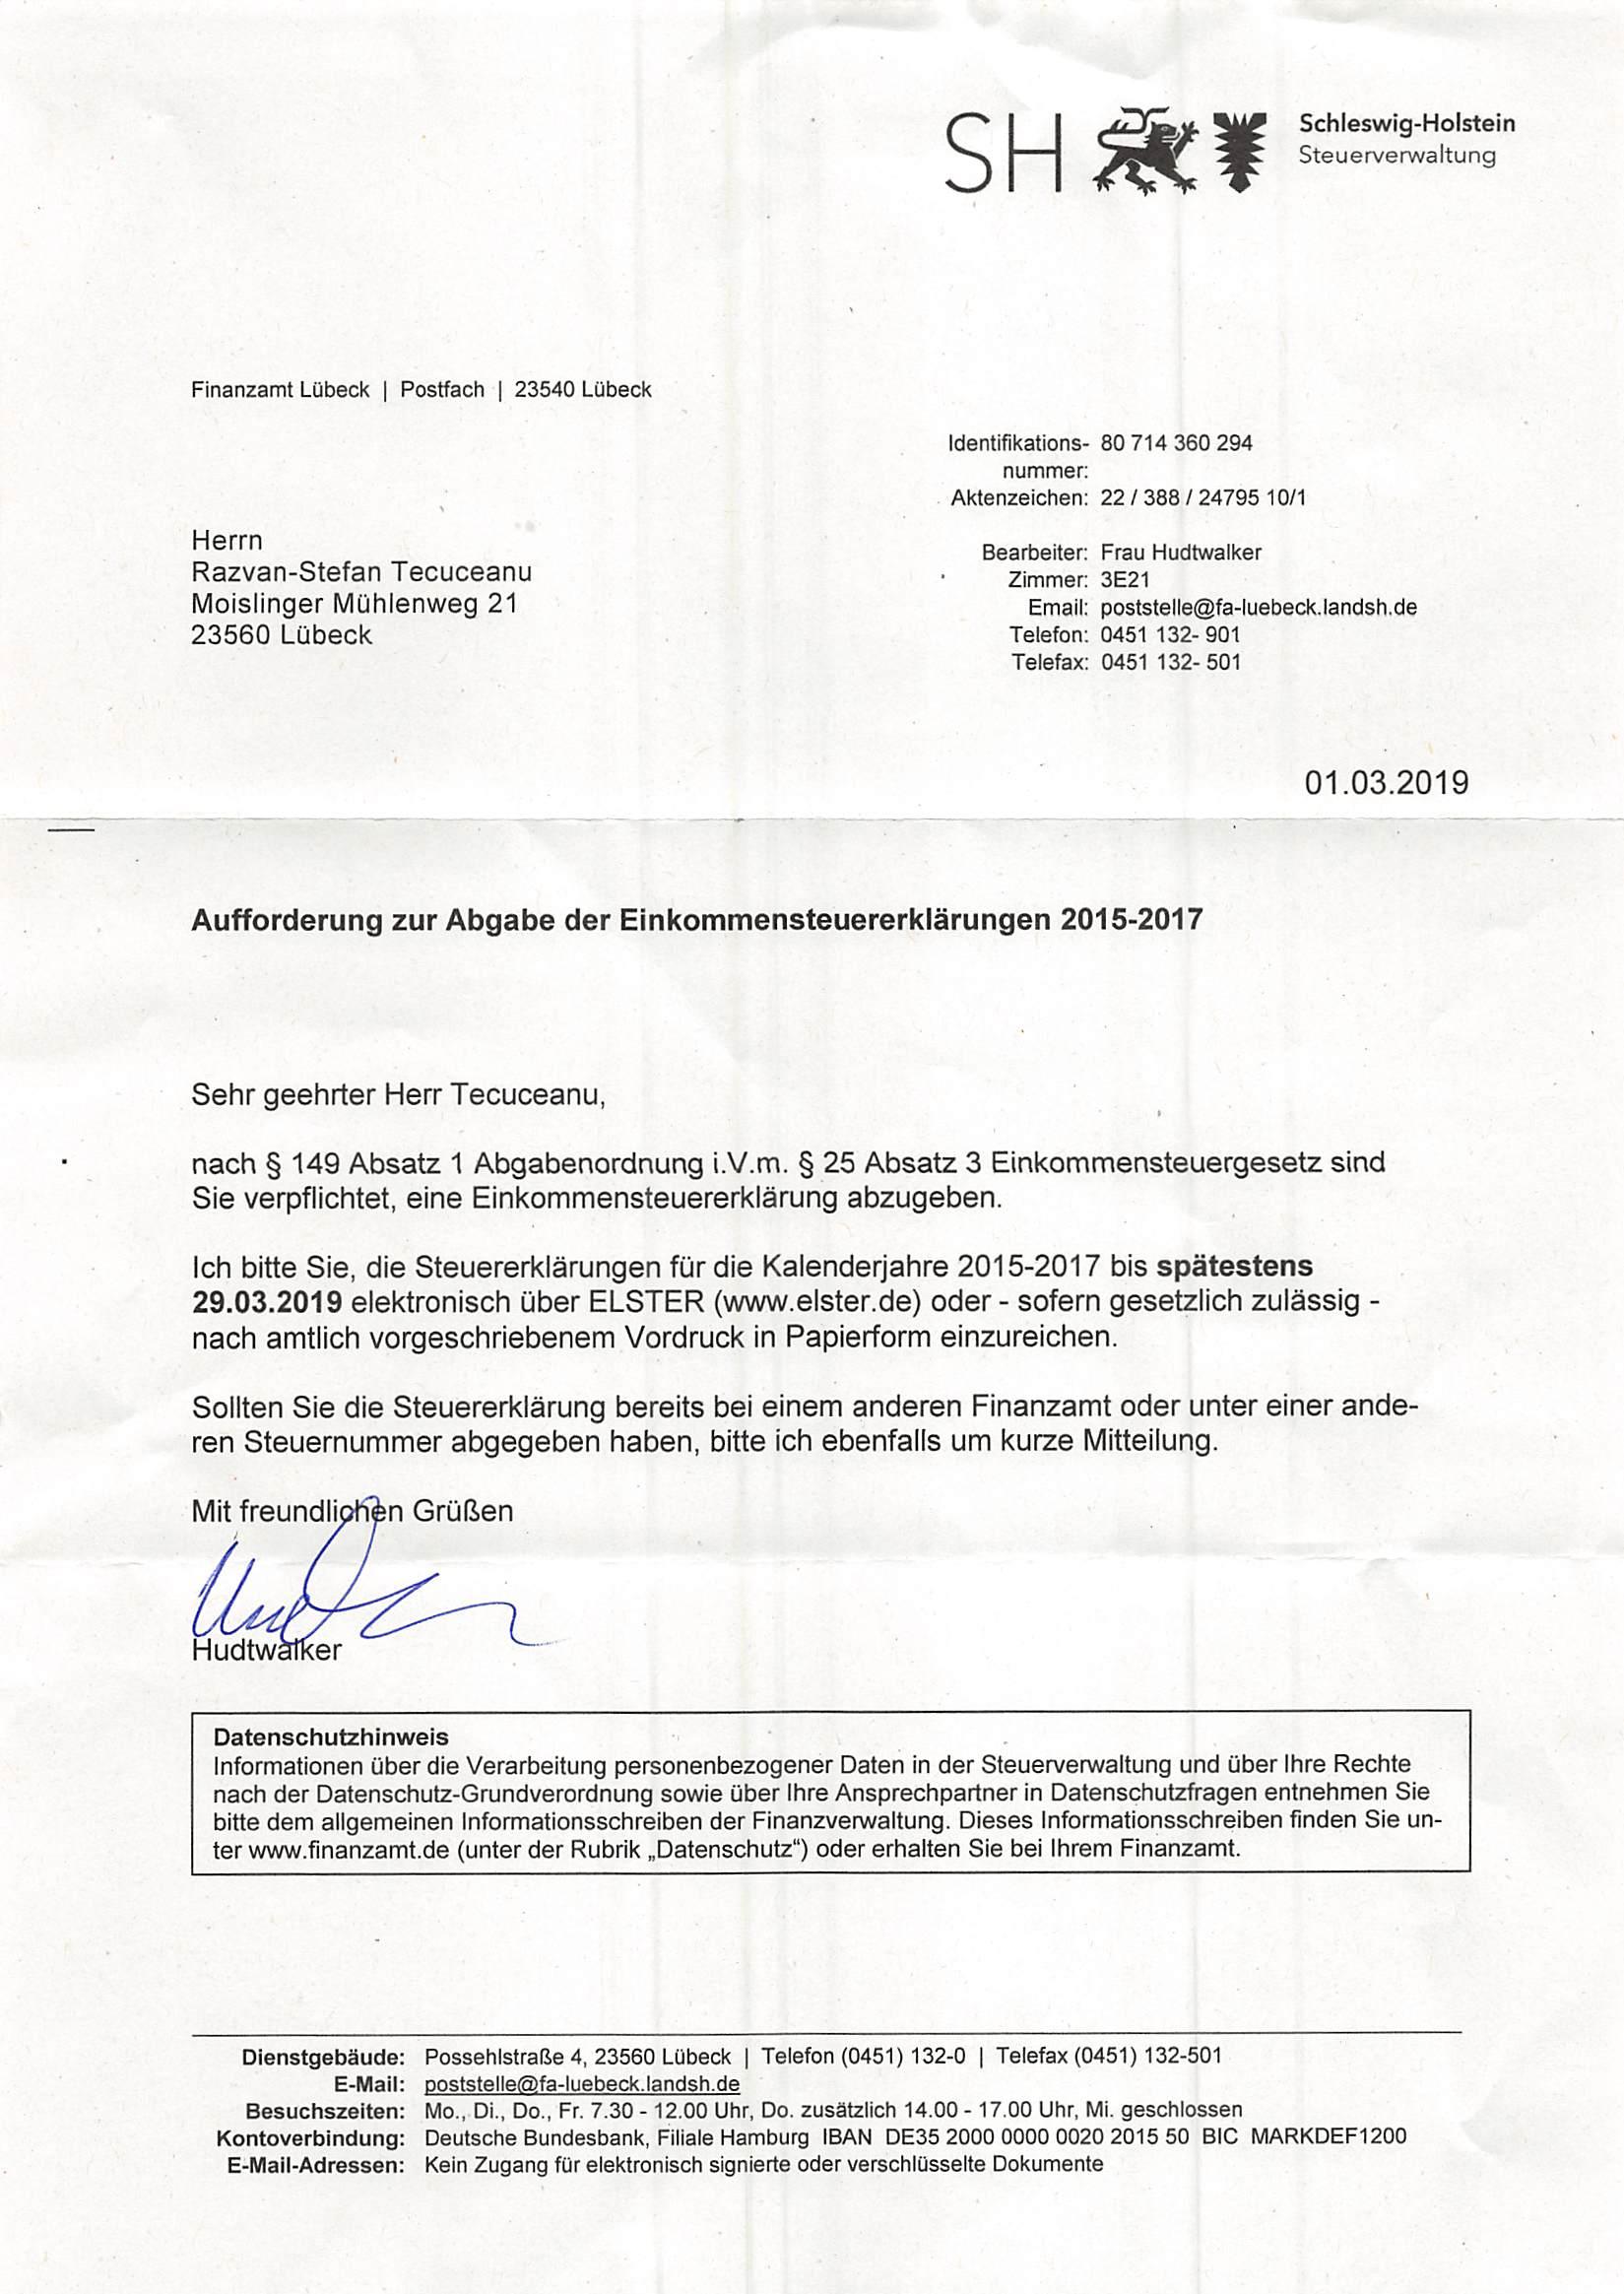 SH
Schleswig-Holstein
Steuerverwaltung
Finanzamt Lübeck | Postfach | 23540 Lübeck
Identifikations- 80 714 360 294
nummer:
Aktenzeichen: 22 / 388 / 24795 10/1
Herrn
Razvan-Stefan Tecuceanu
Moislinger Mühlenweg 21
23560 Lübeck
Bearbeiter: Frau Hudtwalker
Zimmer: 3E21
Email: poststelle@fa-luebeck.landsh.de
Telefon: 0451 132- 901
Telefax: 0451 132- 501
01.03.2019
Aufforderung zur Abgabe der Einkommensteuererklärungen 2015-2017
Sehr geehrter Herr Tecuceanu,
nach § 149 Absatz 1 Abgabenordnung i.V.m. § 25 Absatz 3 Einkommensteuergesetz sind
Sie verpflichtet, eine Einkommensteuererklärung abzugeben.
Ich bitte Sie, die Steuererklärungen für die Kalenderjahre 2015-2017 bis spätestens
29.03.2019 elektronisch über ELSTER (www.elster.de) oder - sofern gesetzlich zulässig -
nach amtlich vorgeschriebenem Vordruck in Papierform einzureichen.
Sollten Sie die Steuererklärung bereits bei einem anderen Finanzamt oder unter einer ande-
ren Steuernummer abgegeben haben, bitte ich ebenfalls um kurze Mitteilung.
Mit freundlichen Grüßen
Hudtwalker
Datenschutzhinweis
Informationen über die Verarbeitung personenbezogener Daten in der Steuerverwaltung und über Ihre Rechte
nach der Datenschutz-Grundverordnung sowie über Ihre Ansprechpartner in Datenschutzfragen entnehmen Sie
bitte dem allgemeinen Informationsschreiben der Finanzverwaltung. Dieses Informationsschreiben finden Sie un-
ter www.finanzamt.de (unter der Rubrik „Datenschutz“) oder erhalten Sie bei Ihrem Finanzamt.
Dienstgebäude: Possehlstraße 4, 23560 Lübeck | Telefon (0451) 132-0 | Telefax (0451) 132-501
E-Mail: poststelle@fa-luebeck.landsh.de
Besuchszeiten: Mo., Di., Do., Fr. 7.30 - 12.00 Uhr, Do. zusätzlich 14.00 - 17.00 Uhr, Mi. geschlossen
Kontoverbindung: Deutsche Bundesbank, Filiale Hamburg IBAN DE35 2000 0000 0020 2015 50 BIC MARKDEF1200
E-Mail-Adressen: Kein Zugang für elektronisch signierte oder verschlüsselte Dokumente